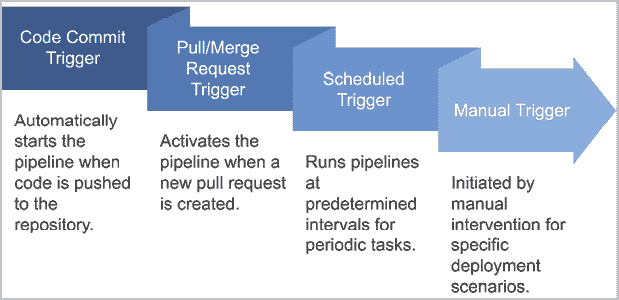 Code Commit
Trigger
Automatically
starts the
pipeline when
code is pushed
to the
repository.
Pull/Merge
Request
Trigger
Activates the
pipeline when a
new pull request
is created.
Scheduled
Trigger
Runs pipelines
at
predetermined
intervals for
periodic tasks.
Manual Trigger
Initiated by
manual
intervention for
specific
deployment
scenarios.